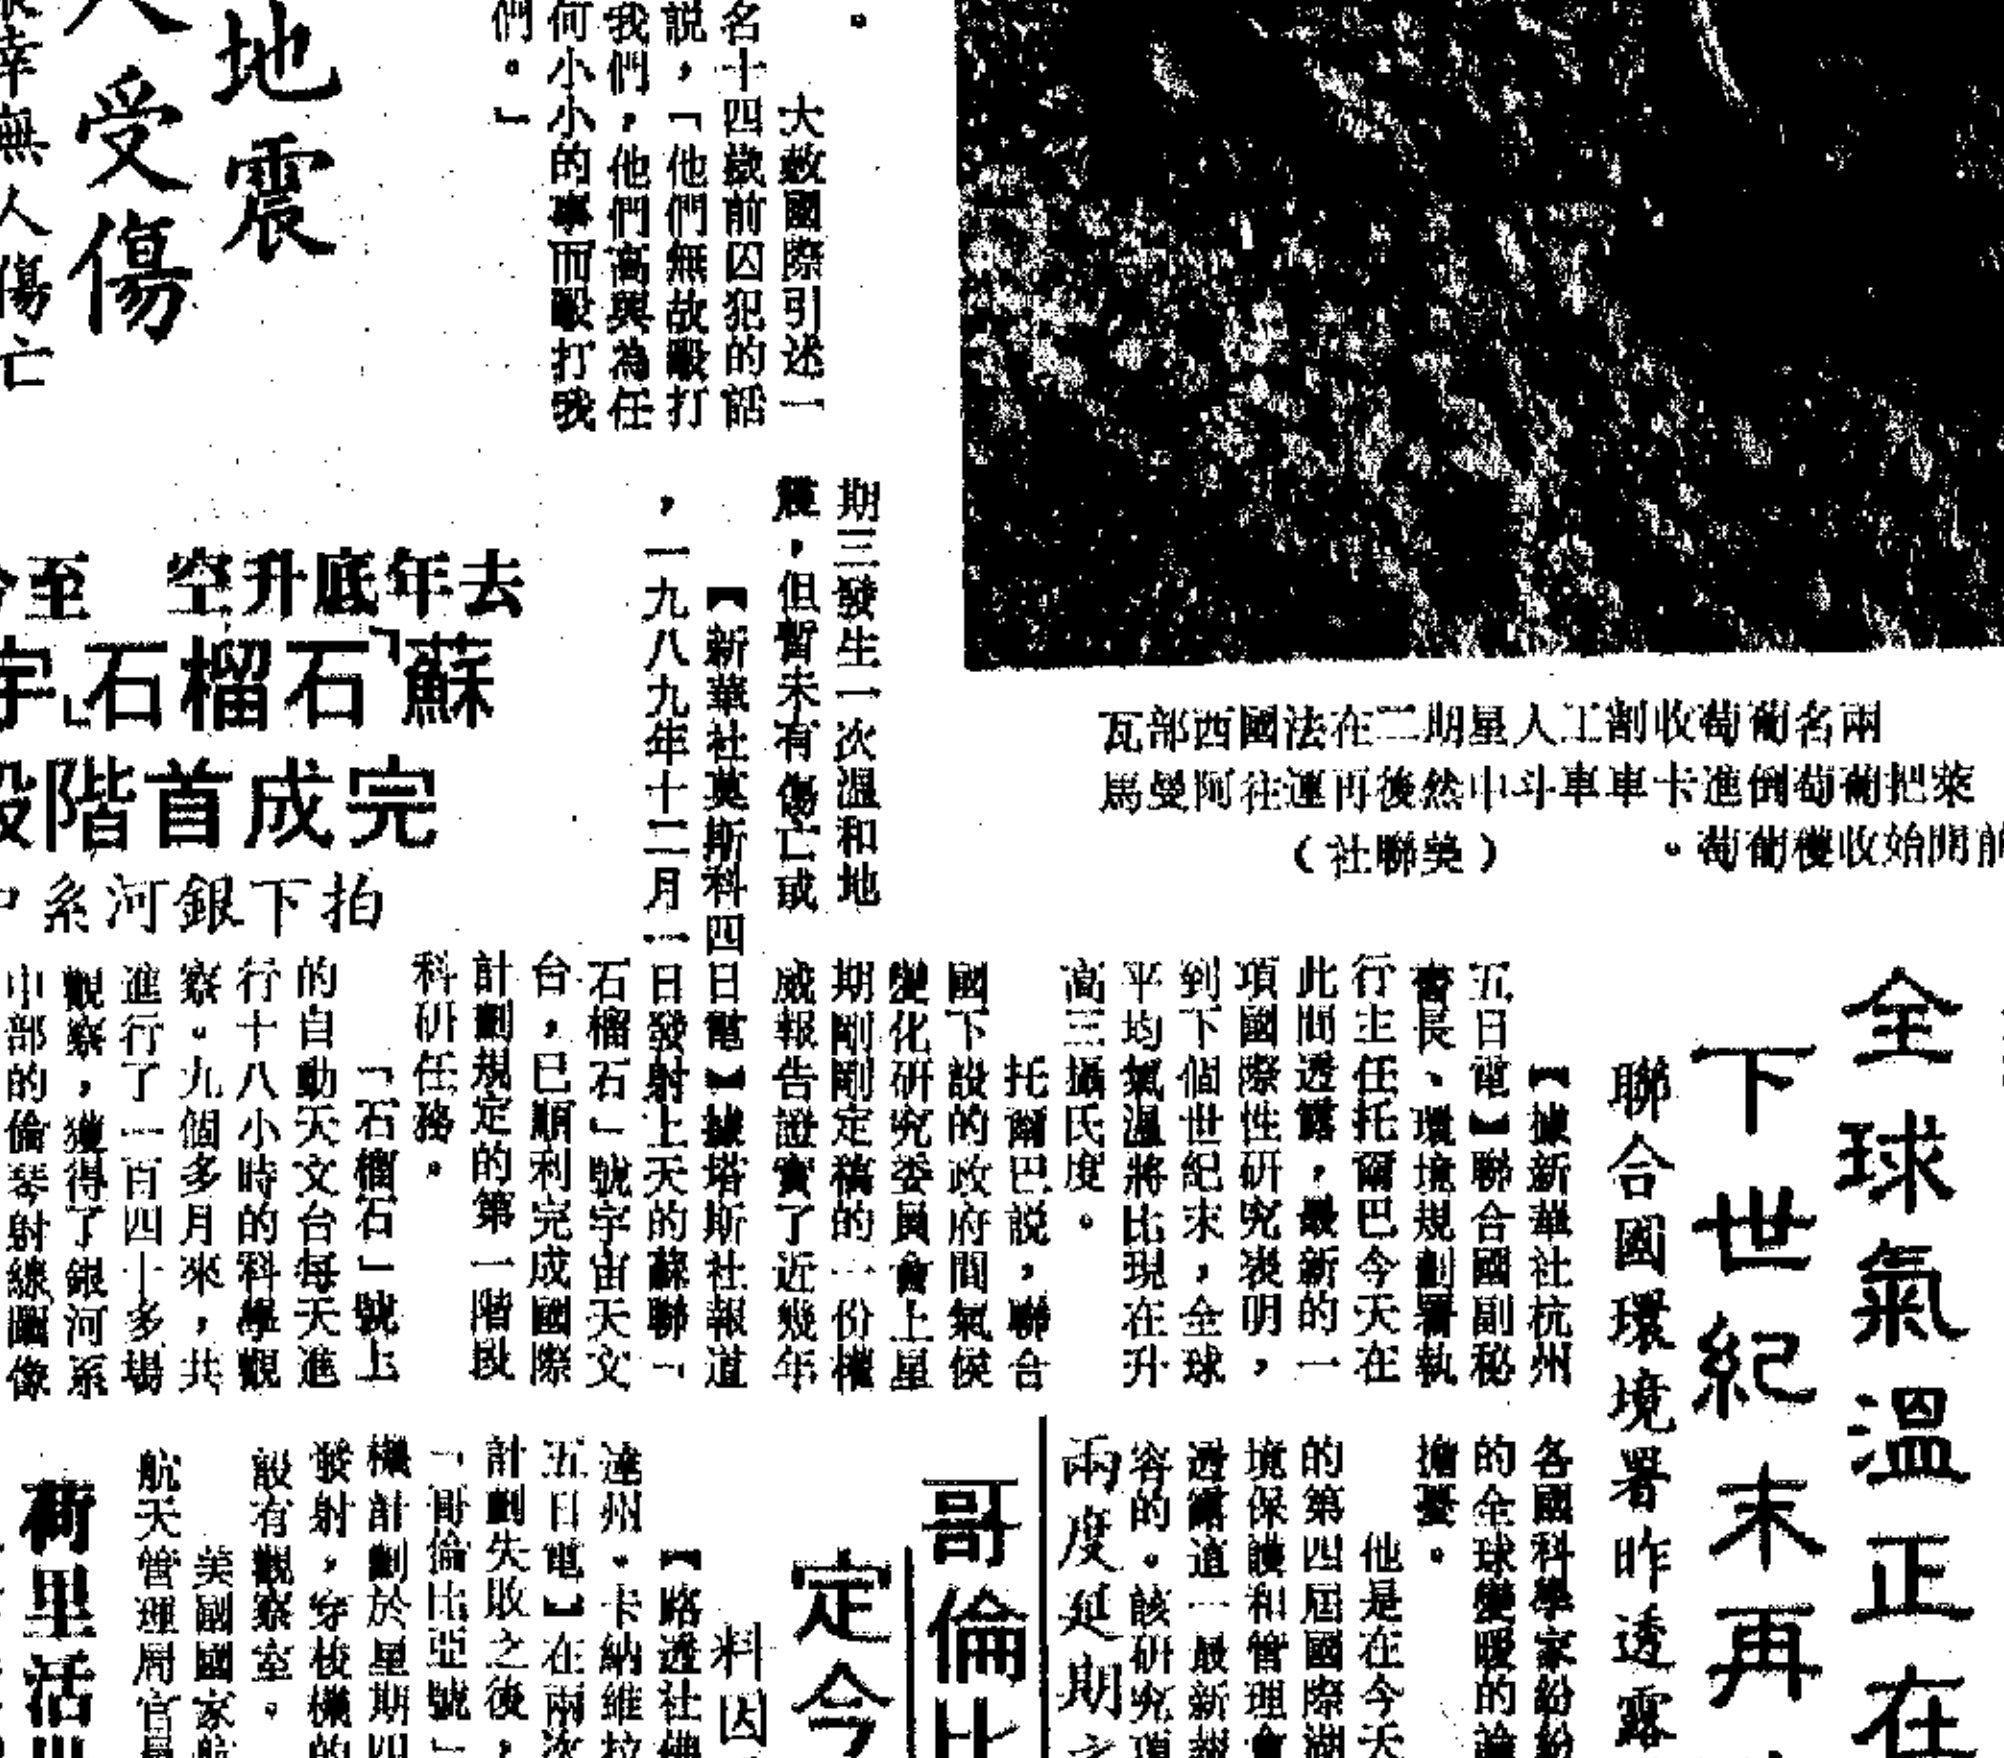 地震
人受傷
幸無人傷亡
大赦國際引述一
名十四歲前囚犯的話
說，「他們無故毆打
我們，他們高興為任
何小小的事而毆打我
們。」
期三發生一次溫和地
震，但暫未有傷亡或
兩名葡萄收割工人星期二在法國西部瓦
萊把葡萄倒進卡車車斗中然後再運往阿曼馬
前開始收穫葡萄。
（美聯社）
去年底升空 至今
蘇「石榴石」宇
完成首階段
拍下銀河系中
【新華社莫斯科四
日電】據塔斯社報道
，一九八九年十二月一
日發射上天的蘇聯「
石榴石」號宇宙天文
台，已順利完成國際
計劃規定的第一階段
科研任務。
「石榴石」號上
的自動天文台每天進
行十八小時的科學觀
察。九個多月來，共
進行了一百四十多場
觀察，獲得了銀河系
中部的倫琴射線圖像
全球氣溫正在
下世紀末再
聯合國環境署昨透露
【據新華社杭州
五日電】聯合國副秘
書長、環境規劃署執
行主任托爾巴今天在
此間透露，最新的一
項國際性研究表明，
到下個世紀末，全球
平均氣溫將比現在升
高三攝氏度。
托爾巴說，聯合
國下設的政府間氣候
變化研究委員會上星
期剛剛定稿的一份權
威報告證實了近幾年
各國科學家紛紛
的全球變暖的論
擔憂。
他是在今天
的第四屆國際湖
境保護和管理會
透露這一最新報
容的。該研究項
兩度延期之
哥倫比
定今
料因
【路透社佛
達州。卡納維拉
五日電】在兩次
計劃失敗之後，
「哥倫比亞號」
機計劃於星期四
發射，穿梭機的
設有觀察室。
美國國家航
航天管理局官員
荷里活